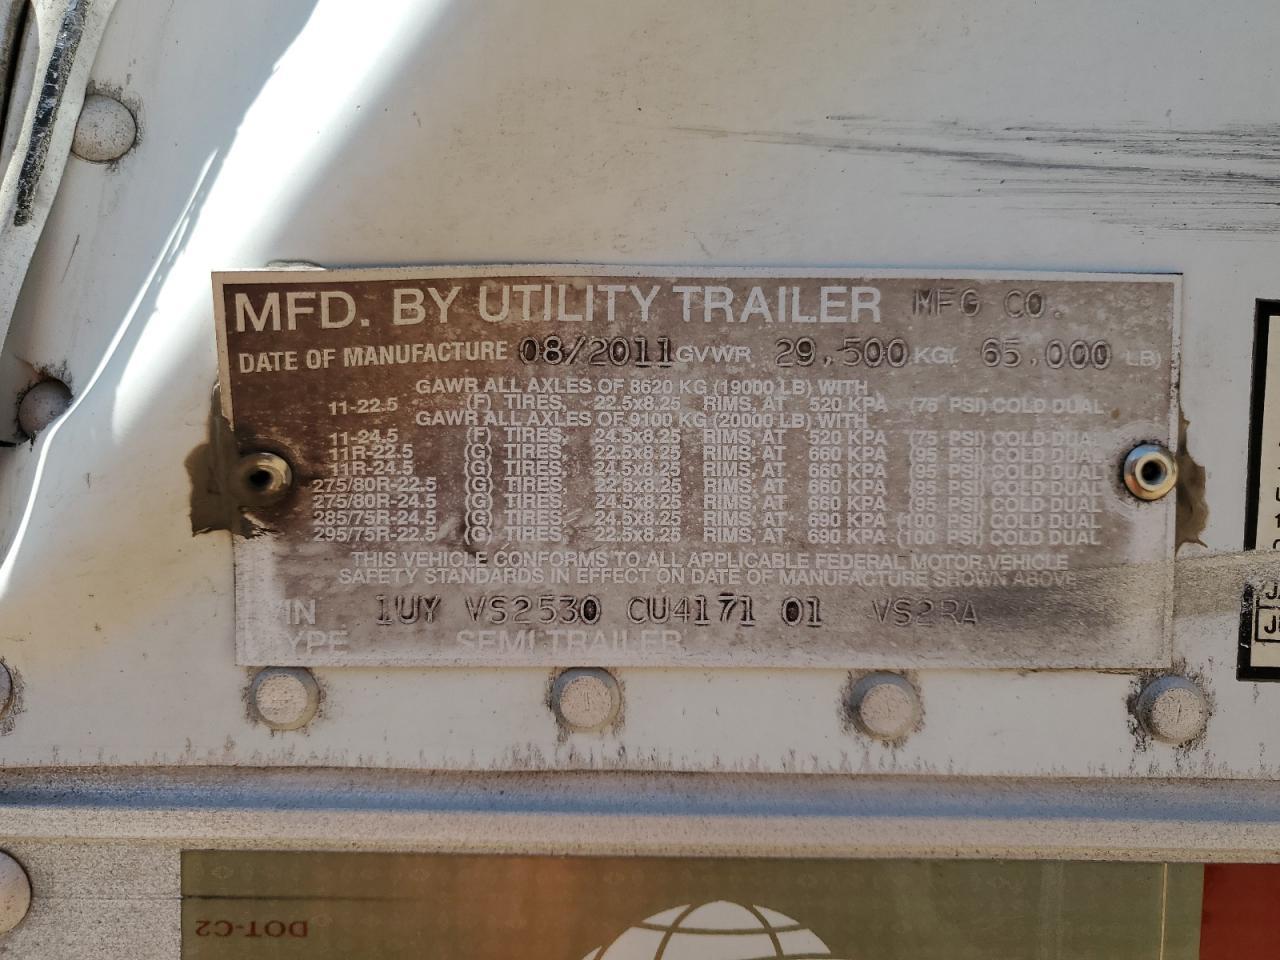 MFD. BY UTILITY TRAILER MFG CO.
DATE OF MANUFACTURE 08/2011 GVWR 29,500 KG( 65,000 LB)
GAWR ALL AXLES OF 8620 KG (19000 LB) WITH
11-22.5 (F) TIRES, 22.5x8.25 RIMS, AT 520 KPA (75 PSI) COLD DUAL
GAWR ALL AXLES OF 9100 KG (20000 LB) WITH
11-24.5 (F) TIRES, 24.5x8.25 RIMS, AT 520 KPA (75 PSI) COLD DUAL
11R-22.5 (G) TIRES, 22.5x8.25 RIMS, AT 660 KPA (95 PSI) COLD DUAL
11R-24.5 (G) TIRES, 24.5x8.25 RIMS, AT 660 KPA (95 PSI) COLD DUAL
275/80R-22.5 (G) TIRES, 22.5x8.25 RIMS, AT 660 KPA (95 PSI) COLD DUAL
275/80R-24.5 (G) TIRES, 24.5x8.25 RIMS, AT 660 KPA (95 PSI) COLD DUAL
285/75R-24.5 (G) TIRES, 24.5x8.25 RIMS, AT 690 KPA (100 PSI) COLD DUAL
295/75R-22.5 (G) TIRES, 22.5x8.25 RIMS, AT 690 KPA (100 PSI) COLD DUAL
THIS VEHICLE CONFORMS TO ALL APPLICABLE FEDERAL MOTOR VEHICLE
SAFETY STANDARDS IN EFFECT ON DATE OF MANUFACTURE SHOWN ABOVE
VIN 1UY VS2530 CU4171 01 VS2RA
TYPE SEMI TRAILER
DOT-C2